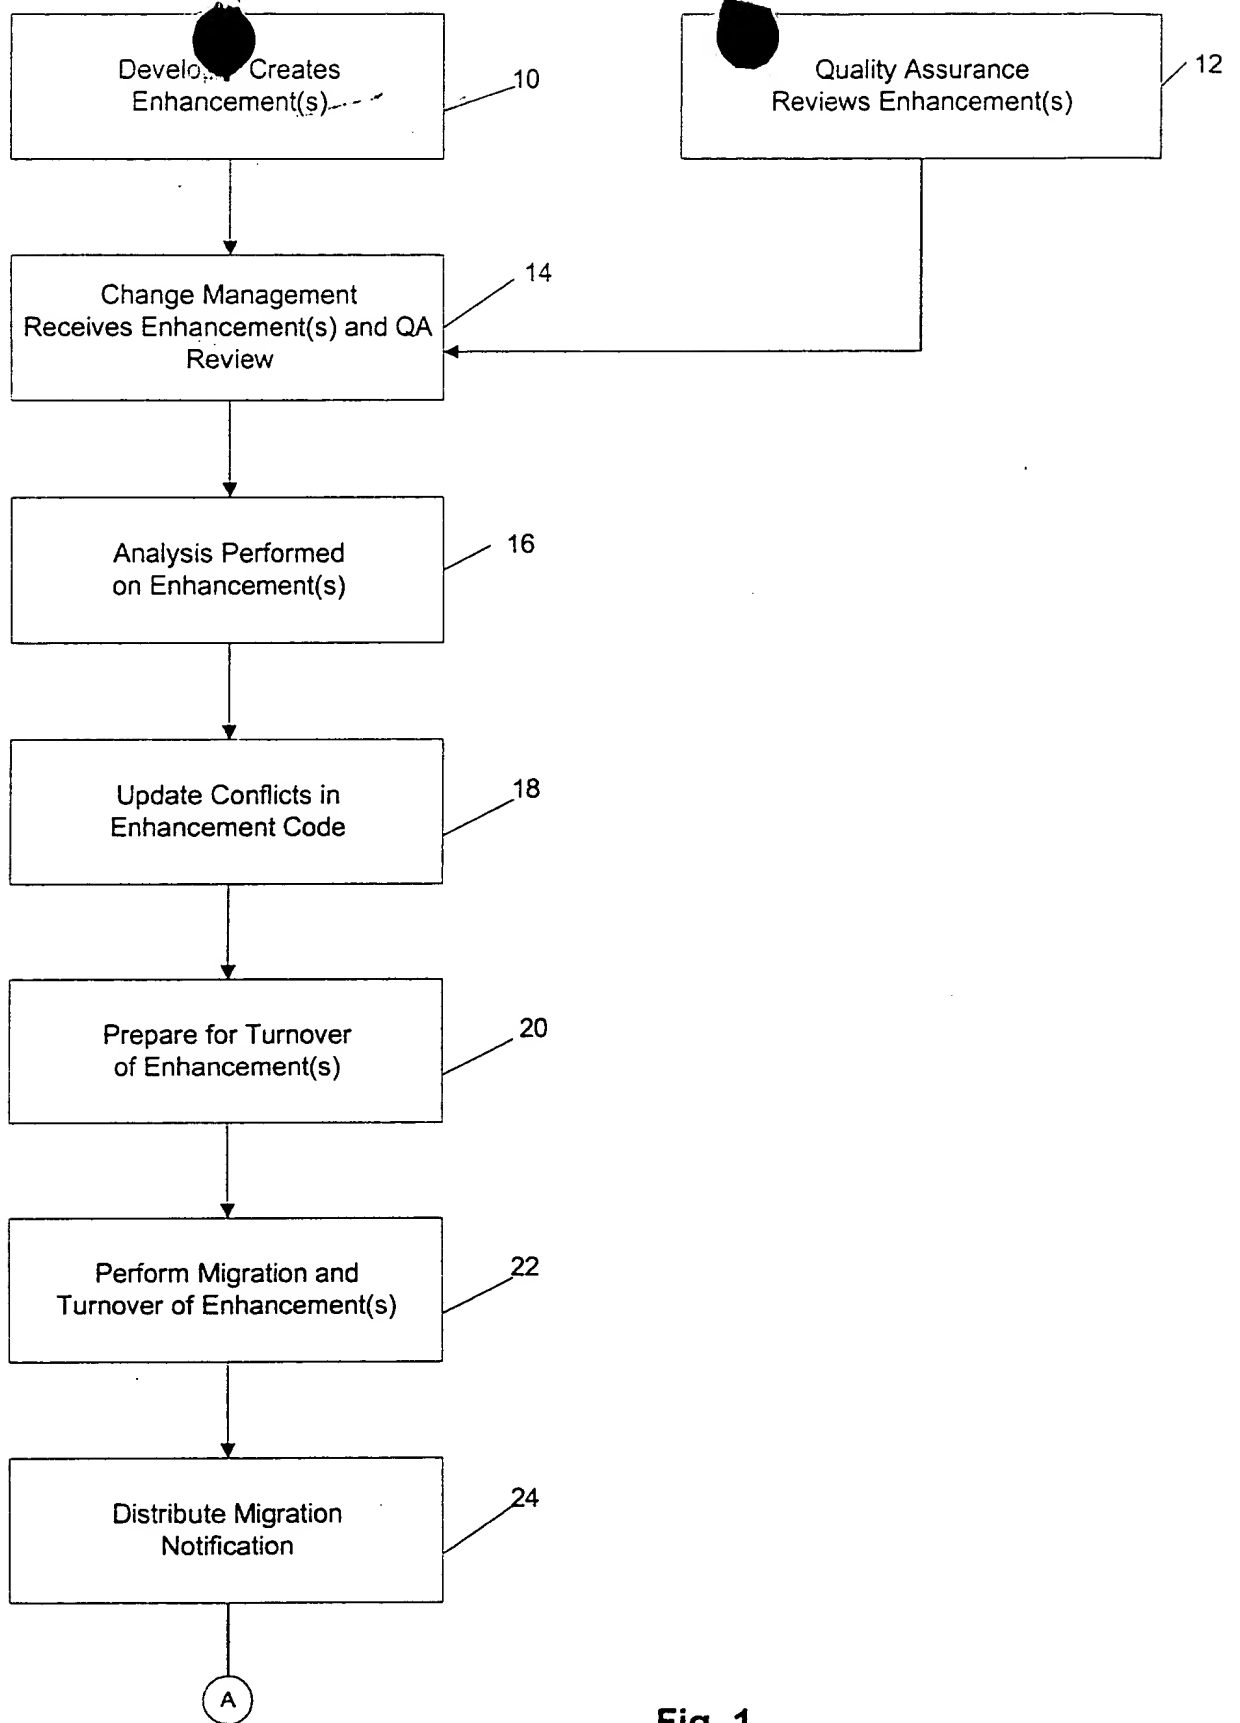 Creates
Enhancement(s)
10
Quality Assurance
Reviews Enhancement(s)
12
Change Management
Receives Enhancement(s) and QA
Review
14
Analysis Performed
on Enhancement(s)
16
Update Conflicts in
Enhancement Code
18
Prepare for Turnover
of Enhancement(s)
20
Perform Migration and
Turnover of Enhancement(s)
22
Distribute Migration
Notification
24
A
Fig. 1